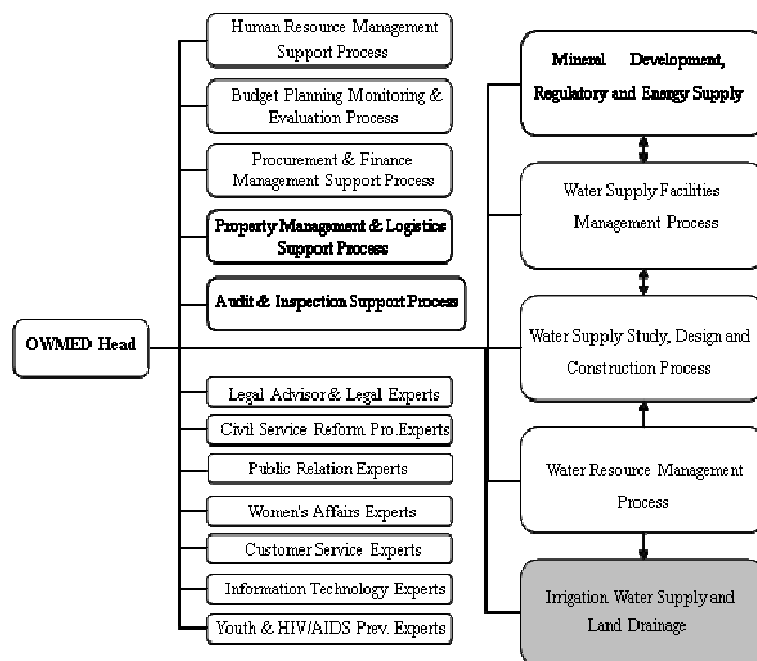 OWMED Head
Human Resource Management
Support Process
Budget Planning Monitoring &
Evaluation Process
Procurement & Finance
Management Support Process
Property Management & Logistics
Support Process
Audit & Inspection Support Process
Legal Advisor & Legal Experts
Civil Service Reform Pro.Experts
Public Relation Experts
Women's Affairs Experts
Customer Service Experts
Information Technology Experts
Youth & HIV/AIDS Prev. Experts
Mineral Development,
Regulatory and Energy Supply
Water Supply Facilities
Management Process
Water Supply Study, Design and
Construction Process
Water Resource Management
Process
Irrigation Water Supply and
Land Drainage